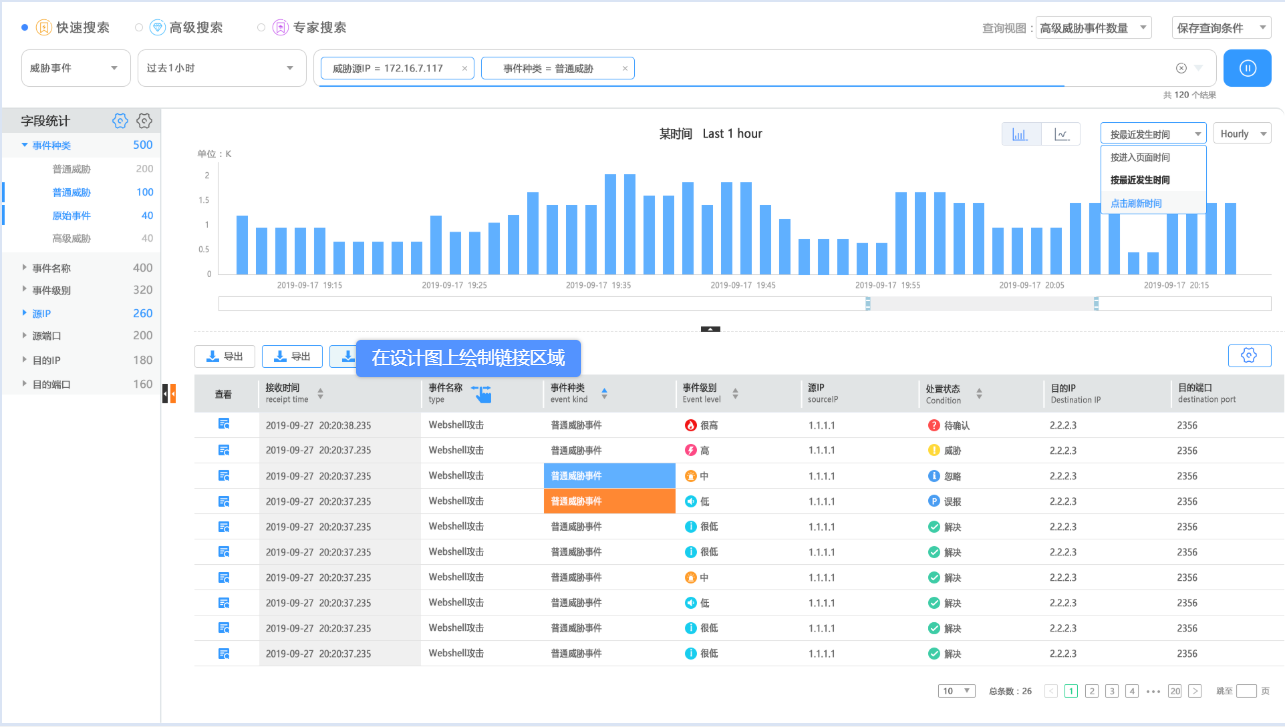 快速搜索 高级搜索 专家搜索 查询视图： 高级威胁事件数量 保存查询条件
威胁事件 过去1小时 威胁源IP = 172.16.7.117 × 事件种类 = 普通威胁 ×
共 120 个结果
字段统计
事件种类 500
普通威胁 200
普通威胁 100
原始事件 40
高级威胁 40
事件名称 400
事件级别 320
源IP 260
源端口 200
目的IP 180
目的端口 160
某时间 Last 1 hour
按最近发生时间 Hourly
按进入页面时间
按最近发生时间
点击刷新时间
单位：K
2
1.5
1
0.5
0
2019-09-17 19:15 2019-09-17 19:25 2019-09-17 19:35 2019-09-17 19:45 2019-09-17 19:55 2019-09-17 20:05 2019-09-17 20:15
导出 导出 在设计图上绘制链接区域
查看 接收时间 事件名称 事件种类 事件级别 源IP 处置状态 目的IP 目的端口
receipt time type event kind Event level sourceIP Condition Destination IP destination port
2019-09-27 20:20:38.235 Webshell攻击 普通威胁事件 很高 1.1.1.1 待确认 2.2.2.3 2356
2019-09-27 20:20:37.235 Webshell攻击 普通威胁事件 高 1.1.1.1 威胁 2.2.2.3 2356
2019-09-27 20:20:37.235 Webshell攻击 普通威胁事件 中 1.1.1.1 忽略 2.2.2.3 2356
2019-09-27 20:20:37.235 Webshell攻击 普通威胁事件 低 1.1.1.1 P 误报 2.2.2.3 2356
2019-09-27 20:20:37.235 Webshell攻击 普通威胁事件 很低 1.1.1.1 解决 2.2.2.3 2356
2019-09-27 20:20:37.235 Webshell攻击 普通威胁事件 很低 1.1.1.1 解决 2.2.2.3 2356
2019-09-27 20:20:37.235 Webshell攻击 普通威胁事件 中 1.1.1.1 解决 2.2.2.3 2356
2019-09-27 20:20:37.235 Webshell攻击 普通威胁事件 低 1.1.1.1 解决 2.2.2.3 2356
2019-09-27 20:20:37.235 Webshell攻击 普通威胁事件 很低 1.1.1.1 解决 2.2.2.3 2356
2019-09-27 20:20:37.235 Webshell攻击 普通威胁事件 很低 1.1.1.1 解决 2.2.2.3 2356
10 总条数：26 < 1 2 3 4 ••• 20 > 跳至 页